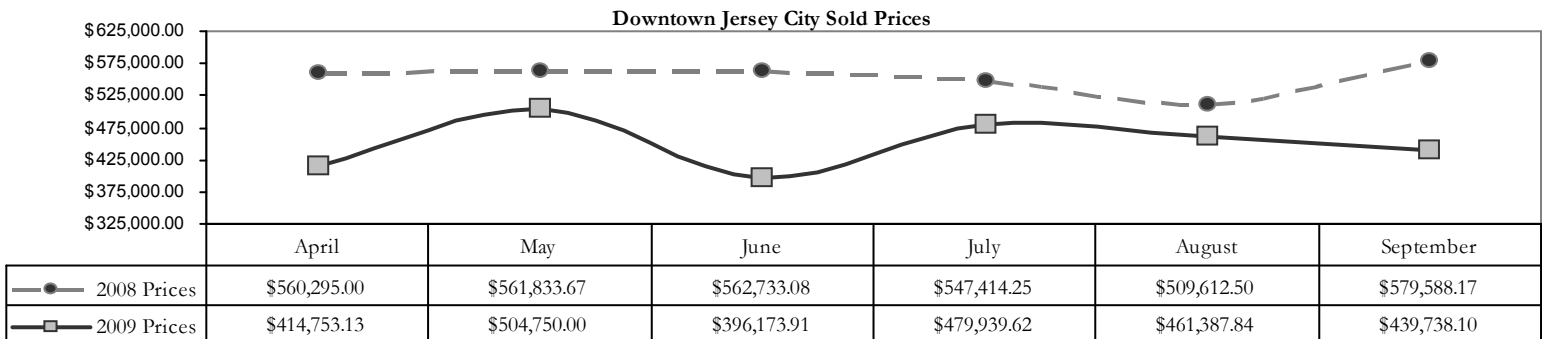 Downtown Jersey City Sold Prices
$625,000.00
$575,000.00
$525,000.00
$475,000.00
$425,000.00
$375,000.00
$325,000.00
April May June July August September
2008 Prices $560,295.00 $561,833.67 $562,733.08 $547,414.25 $509,612.50 $579,588.17
2009 Prices $414,753.13 $504,750.00 $396,173.91 $479,939.62 $461,387.84 $439,738.10